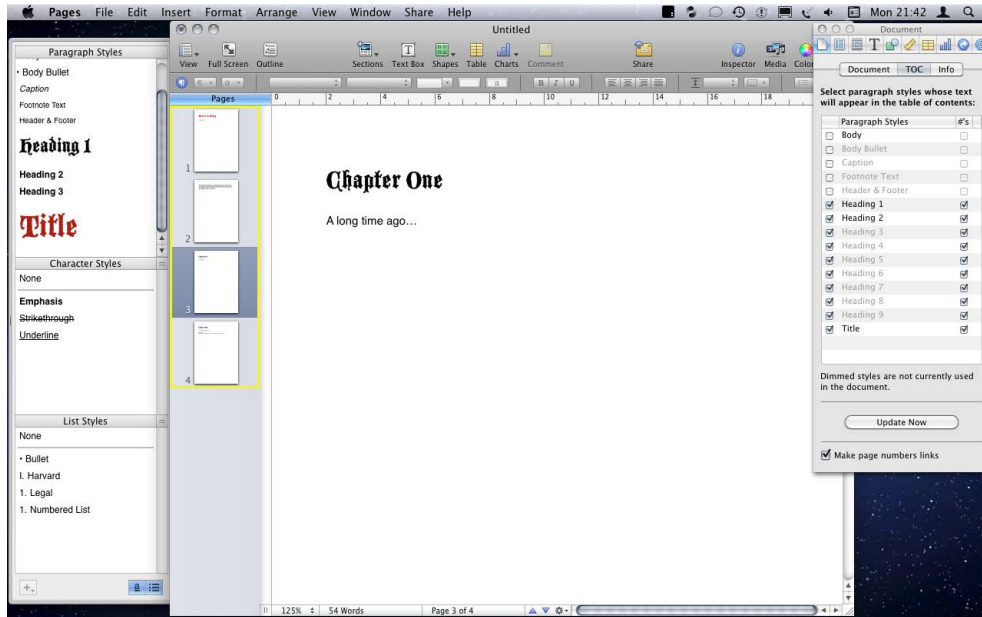 Pages File Edit Insert Format Arrange View Window Share Help Mon 21:42
Paragraph Styles
• Body Bullet
Caption
Footnote Text
Header & Footer
Heading 1
Heading 2
Heading 3
Title
Character Styles
None
Emphasis
Strikethrough
Underline
List Styles
None
• Bullet
I. Harvard
1. Legal
1. Numbered List
Untitled
View Full Screen Outline Sections Text Box Shapes Table Charts Comment Share Inspector Media Color
a B I U
Pages
0 2 4 6 8 10 12 14 16 18
1
2
3
4
Chapter One
A long time ago…
125% 54 Words Page 3 of 4
Document
Document TOC Info
Select paragraph styles whose text
will appear in the table of contents:
Paragraph Styles #'s
Body
Body Bullet
Caption
Footnote Text
Header & Footer
Heading 1
Heading 2
Heading 3
Heading 4
Heading 5
Heading 6
Heading 7
Heading 8
Heading 9
Title
Dimmed styles are not currently used
in the document.
Update Now
Make page numbers links